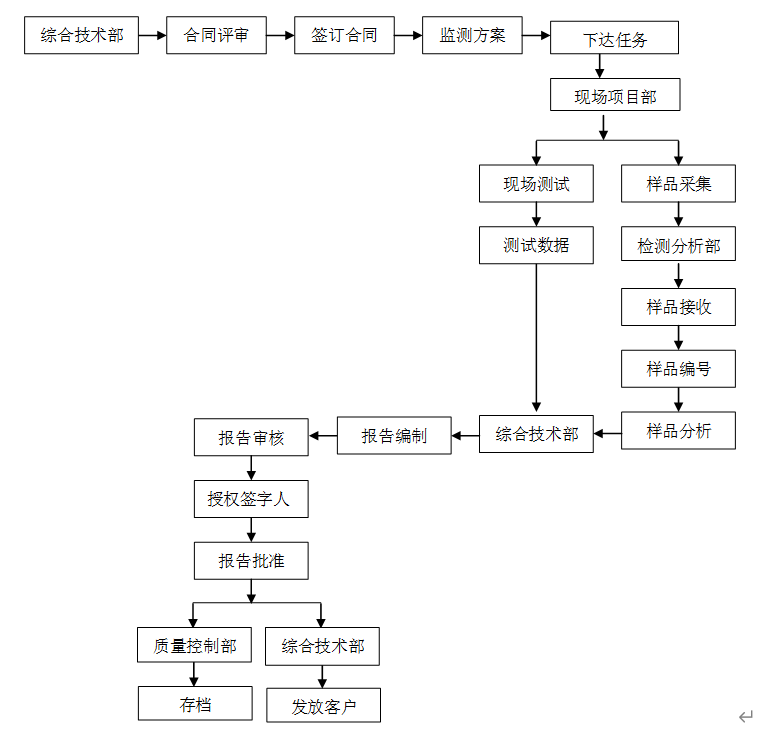 综合技术部
合同评审
签订合同
监测方案
下达任务
现场项目部
现场测试
样品采集
测试数据
检测分析部
样品接收
样品编号
样品分析
综合技术部
报告编制
报告审核
授权签字人
报告批准
质量控制部
综合技术部
存档
发放客户